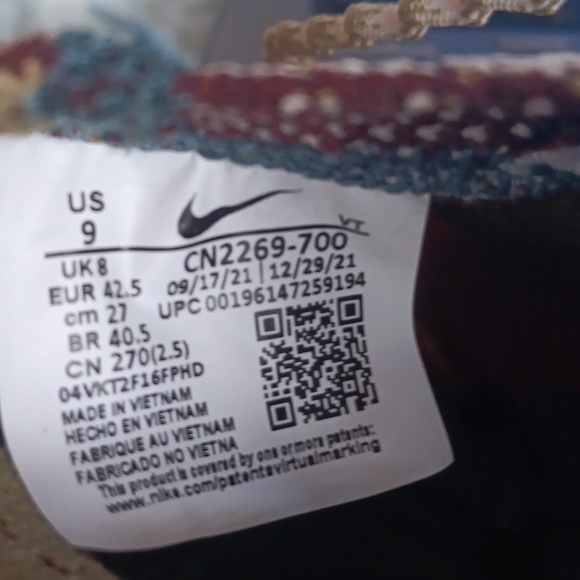 US
9
VT
UK 8
CN2269-700
EUR 42.5
09/17/21 | 12/29/21
cm 27
UPC 00196147259194
BR 40.5
CN 270(2.5)
04VKT2F16FPHD
MADE IN VIETNAM
HECHO EN VIETNAM
FABRIQUE AU VIETNAM
FABRICADO NO VIETNA
This product is covered by one or more patents:
www.nike.com/patentsvirtualmarking